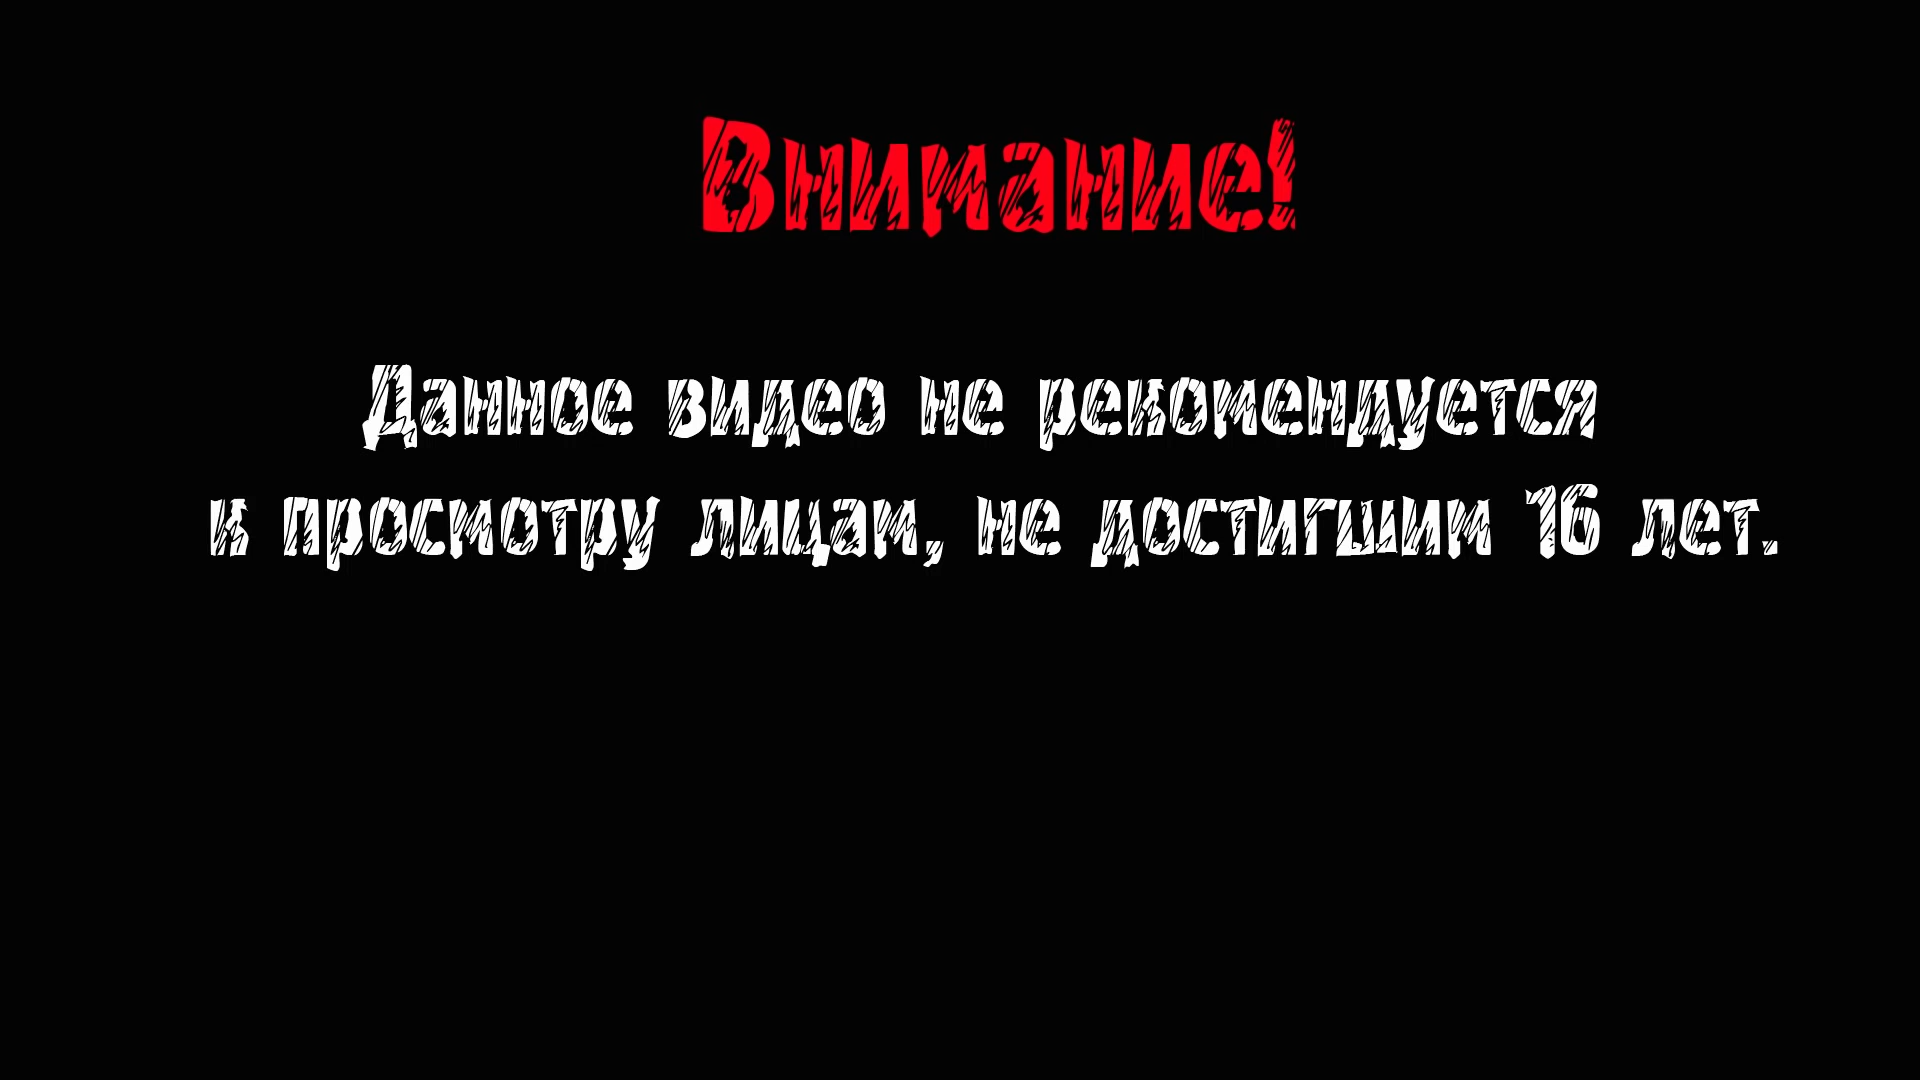 Внимание!
Данное видео не рекомендуется
к просмотру лицам, не достигшим 16 лет.